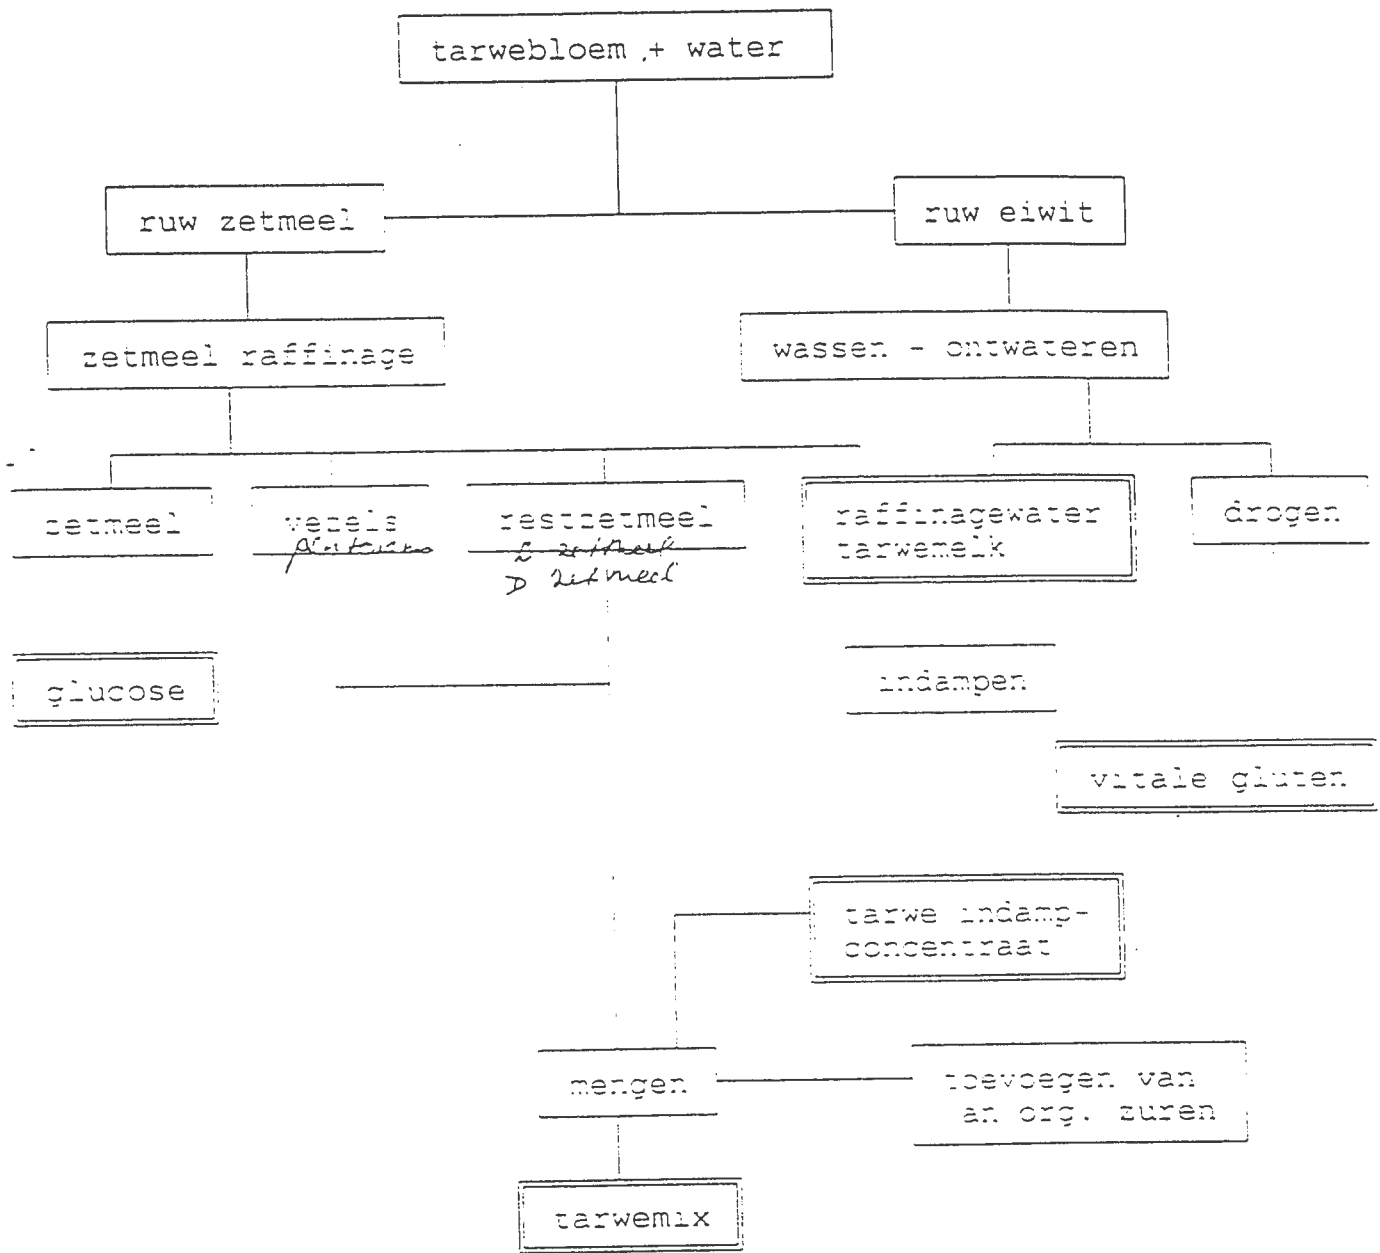 tarwebloem + water
ruw zetmeel
ruw eiwit
zetmeel raffinage
wassen - ontwateren
zetmeel
vezels
restzetmeel
raffinagewater
tarwemelk
drogen
zetmeel
D zetmeel
glucose
indampen
vitale gluten
tarwe indamp-
concentraat
mengen
toevoegen van
an org. zuren
tarwemix